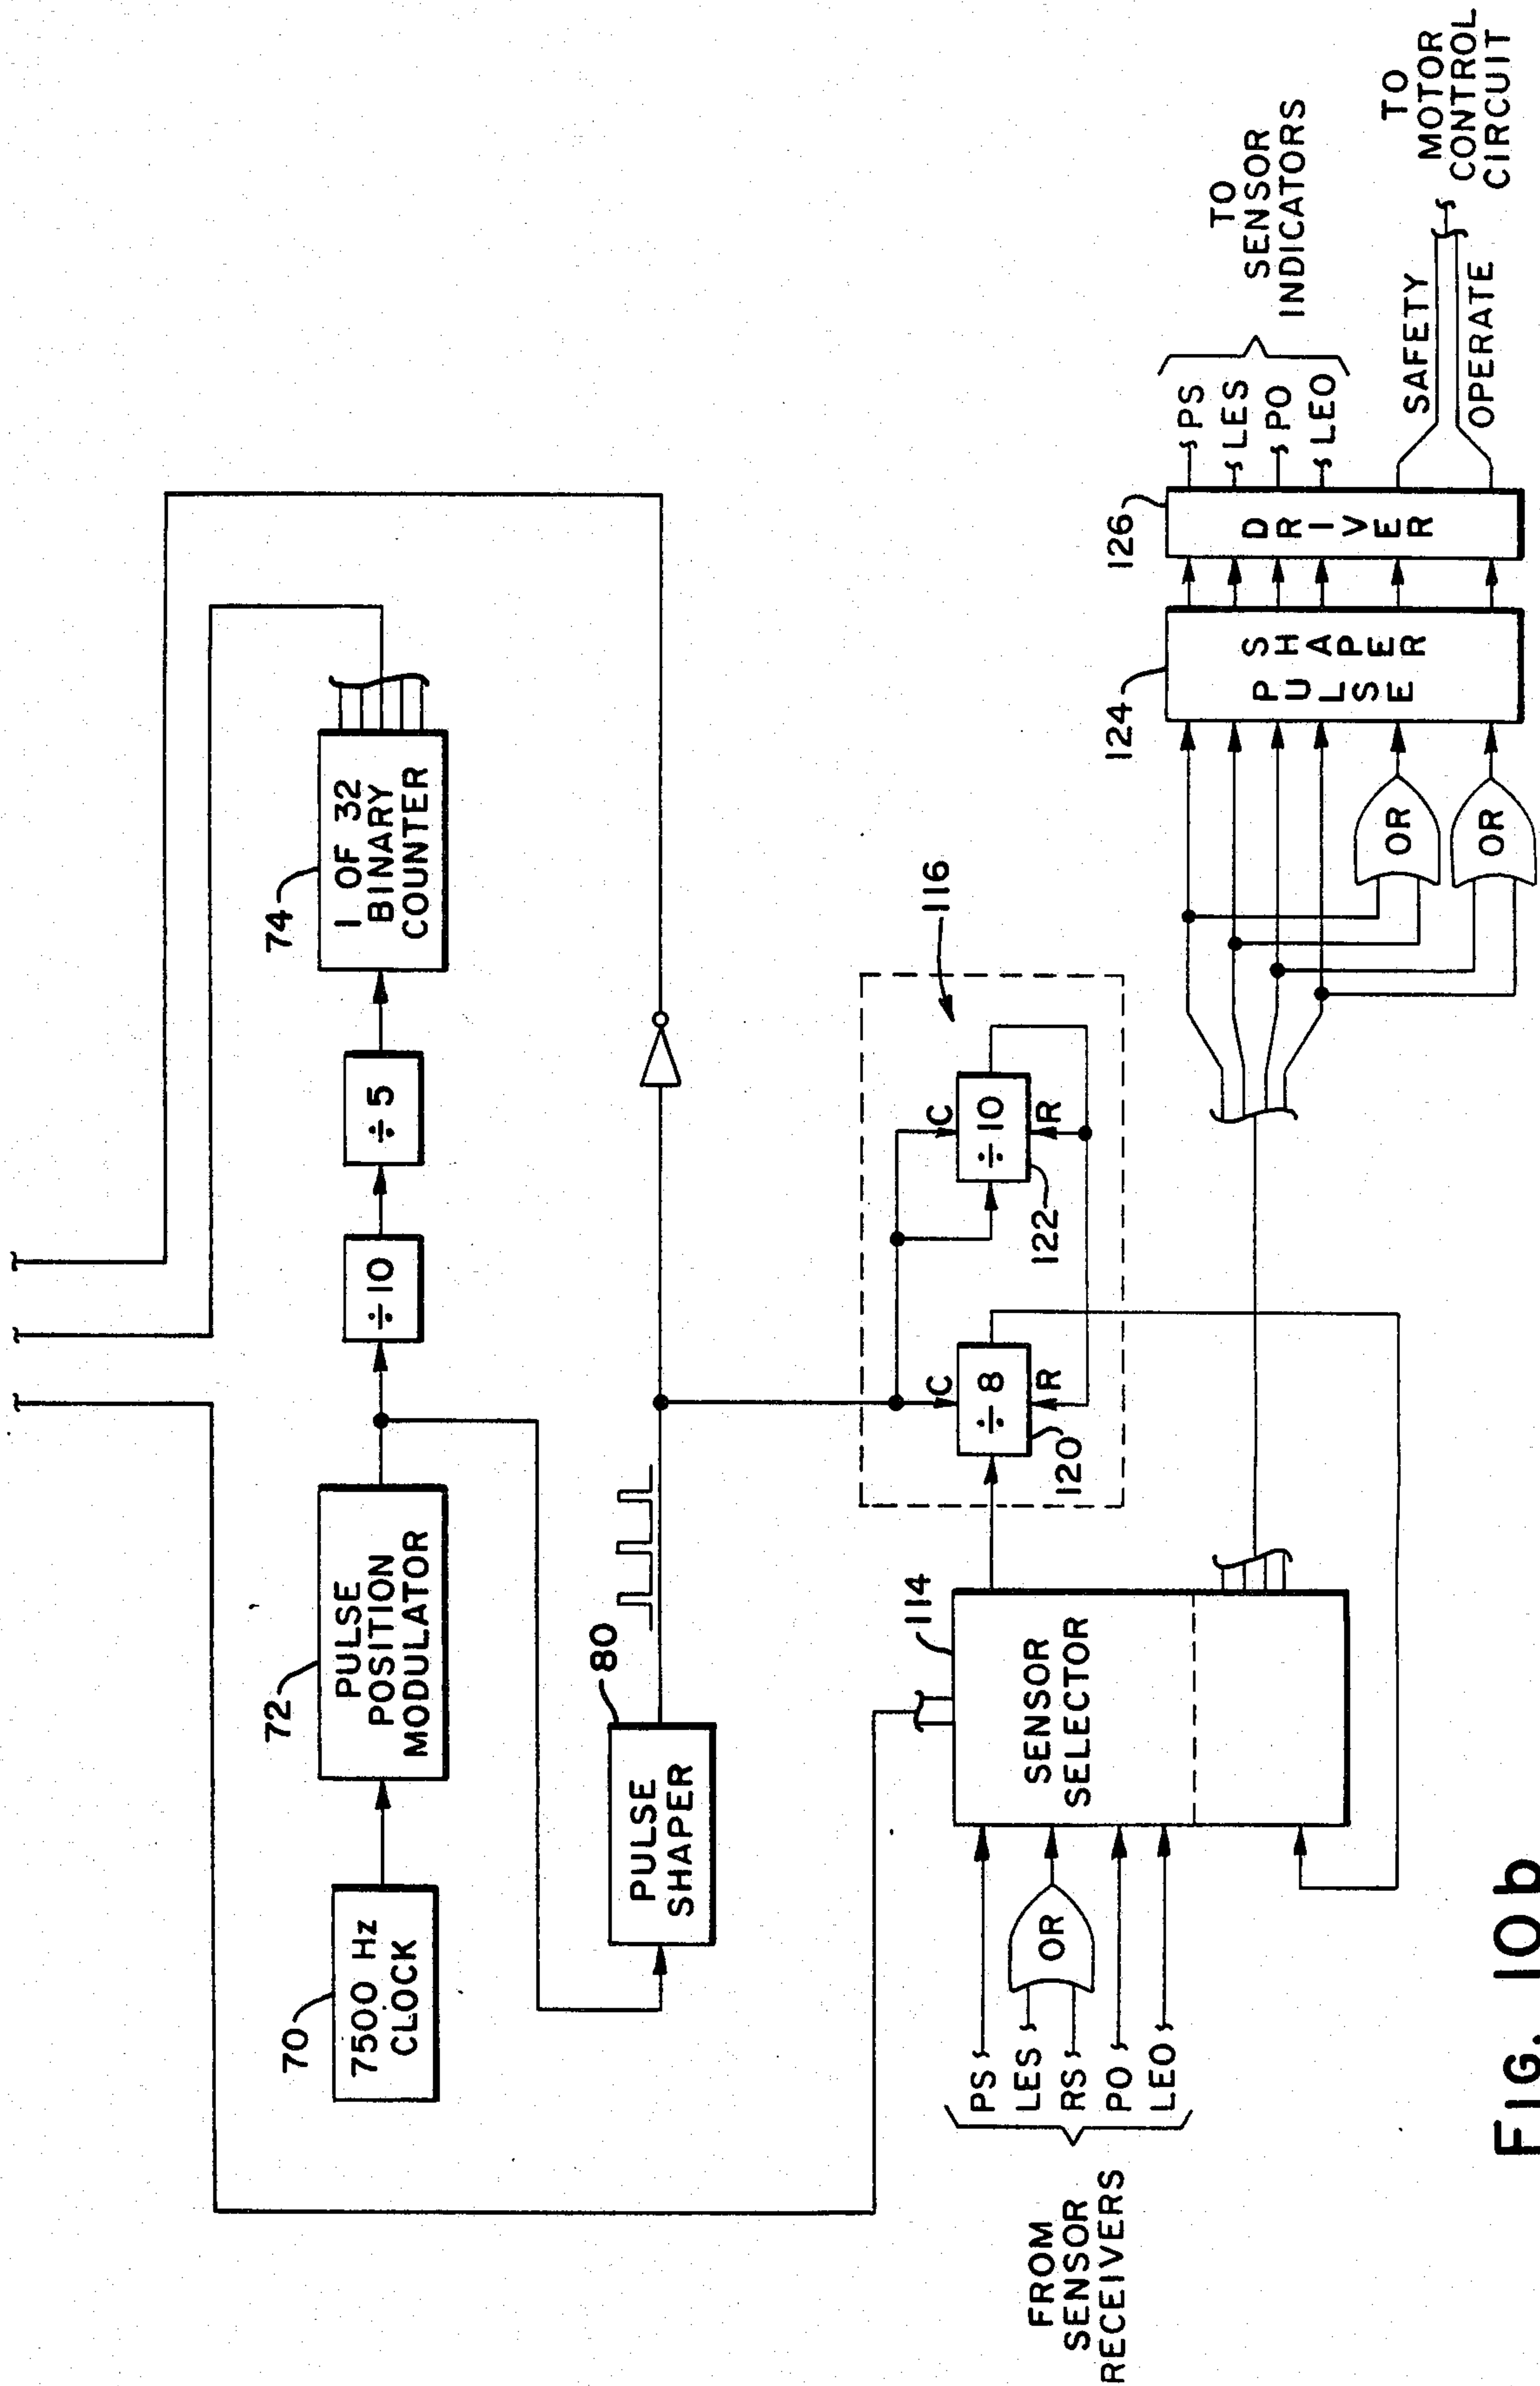 70
7500 Hz
CLOCK
72
PULSE
POSITION
MODULATOR
÷10
÷5
74
1 OF 32
BINARY
COUNTER
80
PULSE
SHAPER
116
C
÷8
R
120
C
÷10
R
122
114
SENSOR
SELECTOR
FROM
SENSOR
RECEIVERS
PS
LES
RS
PO
LEO
OR
OR
OR
124
PULSE
SHAPER
126
DRIVER
PS
LES
PO
LEO
TO
SENSOR
INDICATORS
SAFETY
OPERATE
TO
MOTOR
CONTROL
CIRCUIT
FIG. 10b